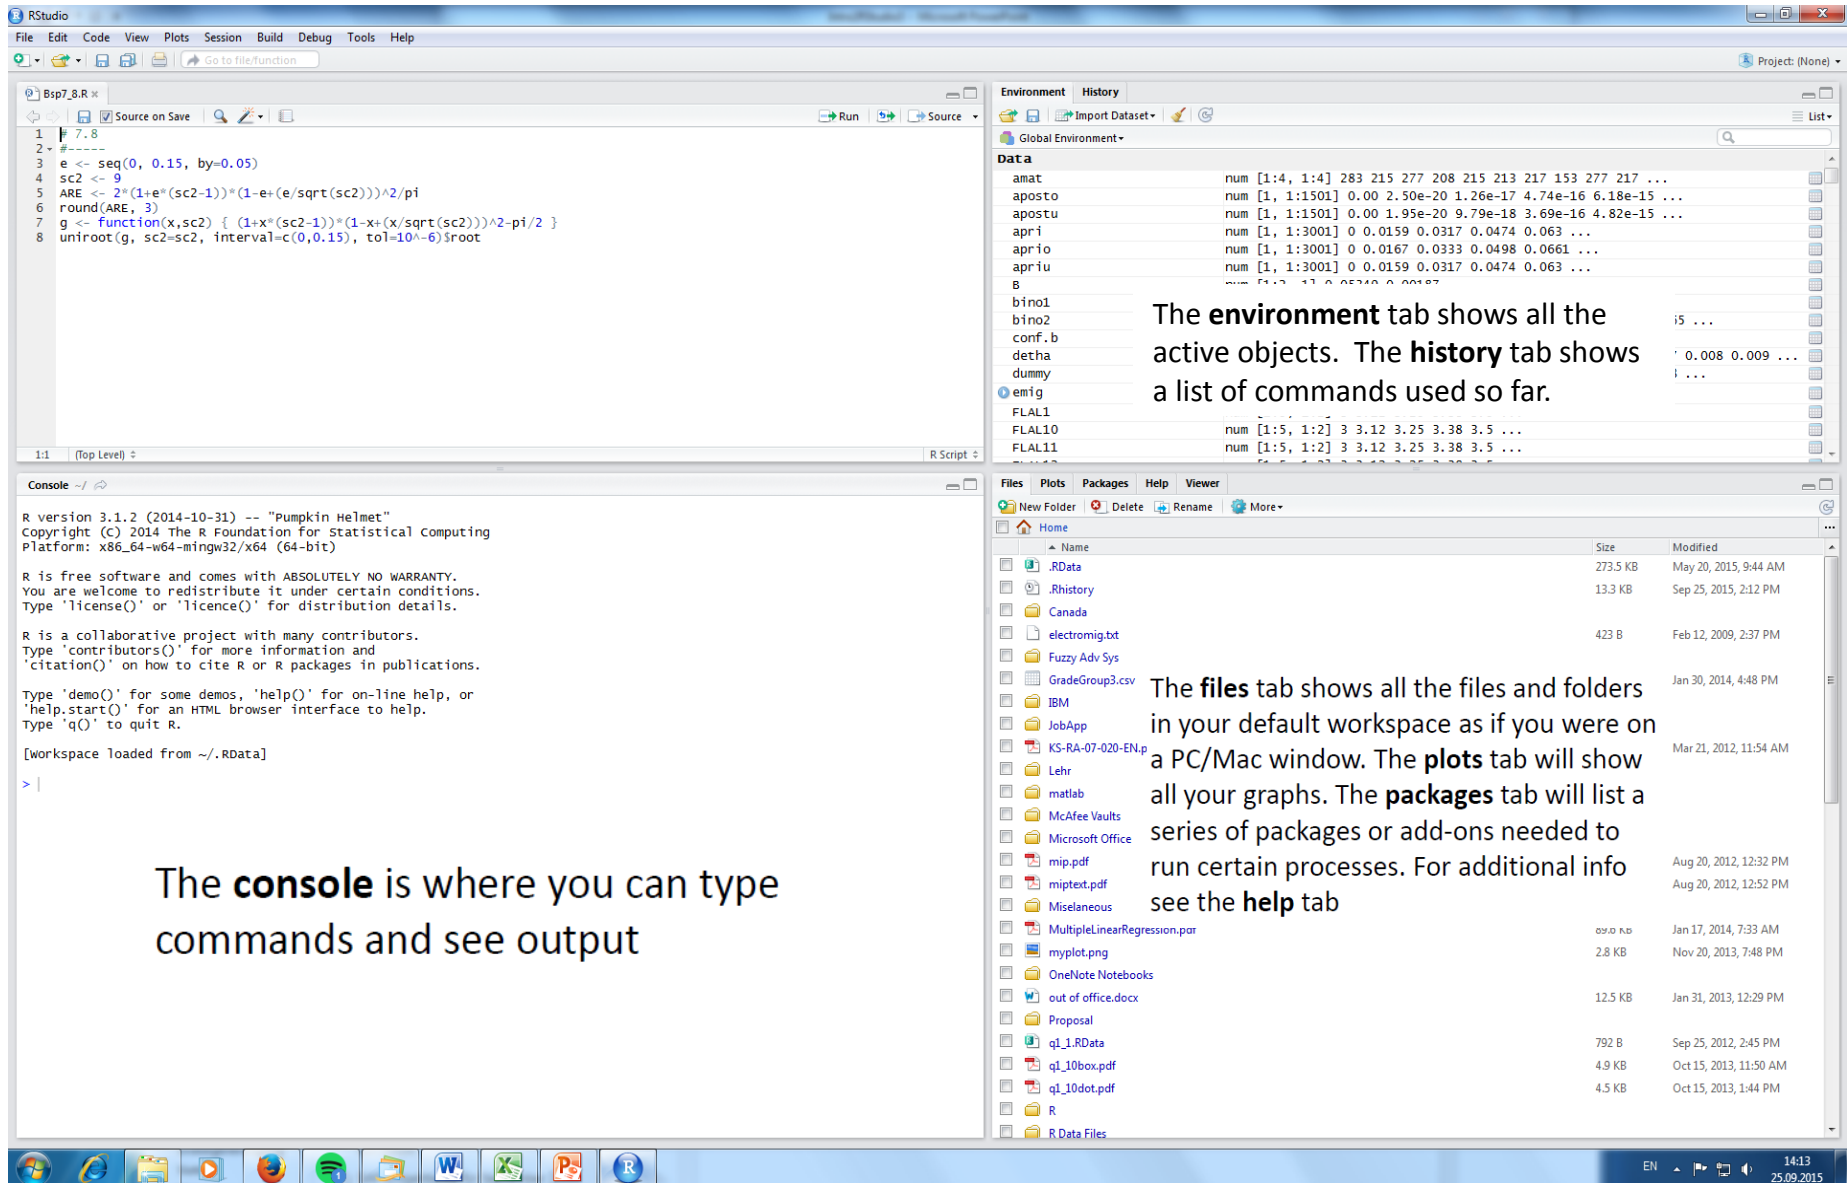 RStudio
File Edit Code View Plots Session Build Debug Tools Help
Go to file/function
Project: (None)
Bsp7_8.R ×
Source on Save Run Source
1 # 7.8
2 #-----
3 e <- seq(0, 0.15, by=0.05)
4 sc2 <- 9
5 ARE <- 2*(1+e*(sc2-1))*(1-e+(e/sqrt(sc2)))^2/pi
6 round(ARE, 3)
7 g <- function(x,sc2) { (1+x*(sc2-1))*(1-x+(x/sqrt(sc2)))^2-pi/2 }
8 uniroot(g, sc2=sc2, interval=c(0,0.15), tol=10^-6)$root
1:1 (Top Level) R Script
Console ~/
R version 3.1.2 (2014-10-31) -- "Pumpkin Helmet"
Copyright (C) 2014 The R Foundation for Statistical Computing
Platform: x86_64-w64-mingw32/x64 (64-bit)
R is free software and comes with ABSOLUTELY NO WARRANTY.
You are welcome to redistribute it under certain conditions.
Type 'license()' or 'licence()' for distribution details.
R is a collaborative project with many contributors.
Type 'contributors()' for more information and
'citation()' on how to cite R or R packages in publications.
Type 'demo()' for some demos, 'help()' for on-line help, or
'help.start()' for an HTML browser interface to help.
Type 'q()' to quit R.
[Workspace loaded from ~/.RData]
>
The console is where you can type
commands and see output
Environment History
Import Dataset List
Global Environment
Data
amat num [1:4, 1:4] 283 215 277 208 215 213 217 153 277 217 ...
aposto num [1, 1:1501] 0.00 2.50e-20 1.26e-17 4.74e-16 6.18e-15 ...
apostu num [1, 1:1501] 0.00 1.95e-20 9.79e-18 3.69e-16 4.82e-15 ...
apri num [1, 1:3001] 0 0.0159 0.0317 0.0474 0.063 ...
aprio num [1, 1:3001] 0 0.0167 0.0333 0.0498 0.0661 ...
apriu num [1, 1:3001] 0 0.0159 0.0317 0.0474 0.063 ...
B
bino1
bino2 ...
conf.b
detha 0.008 0.009 ...
dummy ...
emig
FLAL1
FLAL10 num [1:5, 1:2] 3 3.12 3.25 3.38 3.5 ...
FLAL11 num [1:5, 1:2] 3 3.12 3.25 3.38 3.5 ...
The environment tab shows all the
active objects. The history tab shows
a list of commands used so far.
Files Plots Packages Help Viewer
New Folder Delete Rename More
Home ...
Name Size Modified
.RData 273.5 KB May 20, 2015, 9:44 AM
.Rhistory 13.3 KB Sep 25, 2015, 2:12 PM
Canada
electromig.txt 423 B Feb 12, 2009, 2:37 PM
Fuzzy Adv Sys
GradeGroup3.csv Jan 30, 2014, 4:48 PM
IBM
JobApp
KS-RA-07-020-EN.p Mar 21, 2012, 11:54 AM
Lehr
matlab
McAfee Vaults
Microsoft Office
mip.pdf Aug 20, 2012, 12:32 PM
miptext.pdf Aug 20, 2012, 12:52 PM
Miselaneous
MultipleLinearRegression.pdf 89.6 KB Jan 17, 2014, 7:33 AM
myplot.png 2.8 KB Nov 20, 2013, 7:48 PM
OneNote Notebooks
out of office.docx 12.5 KB Jan 31, 2013, 12:29 PM
Proposal
q1_1.RData 792 B Sep 25, 2012, 2:45 PM
q1_10box.pdf 4.9 KB Oct 15, 2013, 11:50 AM
q1_10dot.pdf 4.5 KB Oct 15, 2013, 1:44 PM
R
R Data Files
The files tab shows all the files and folders
in your default workspace as if you were on
a PC/Mac window. The plots tab will show
all your graphs. The packages tab will list a
series of packages or add-ons needed to
run certain processes. For additional info
see the help tab
EN 14:13
25.09.2015